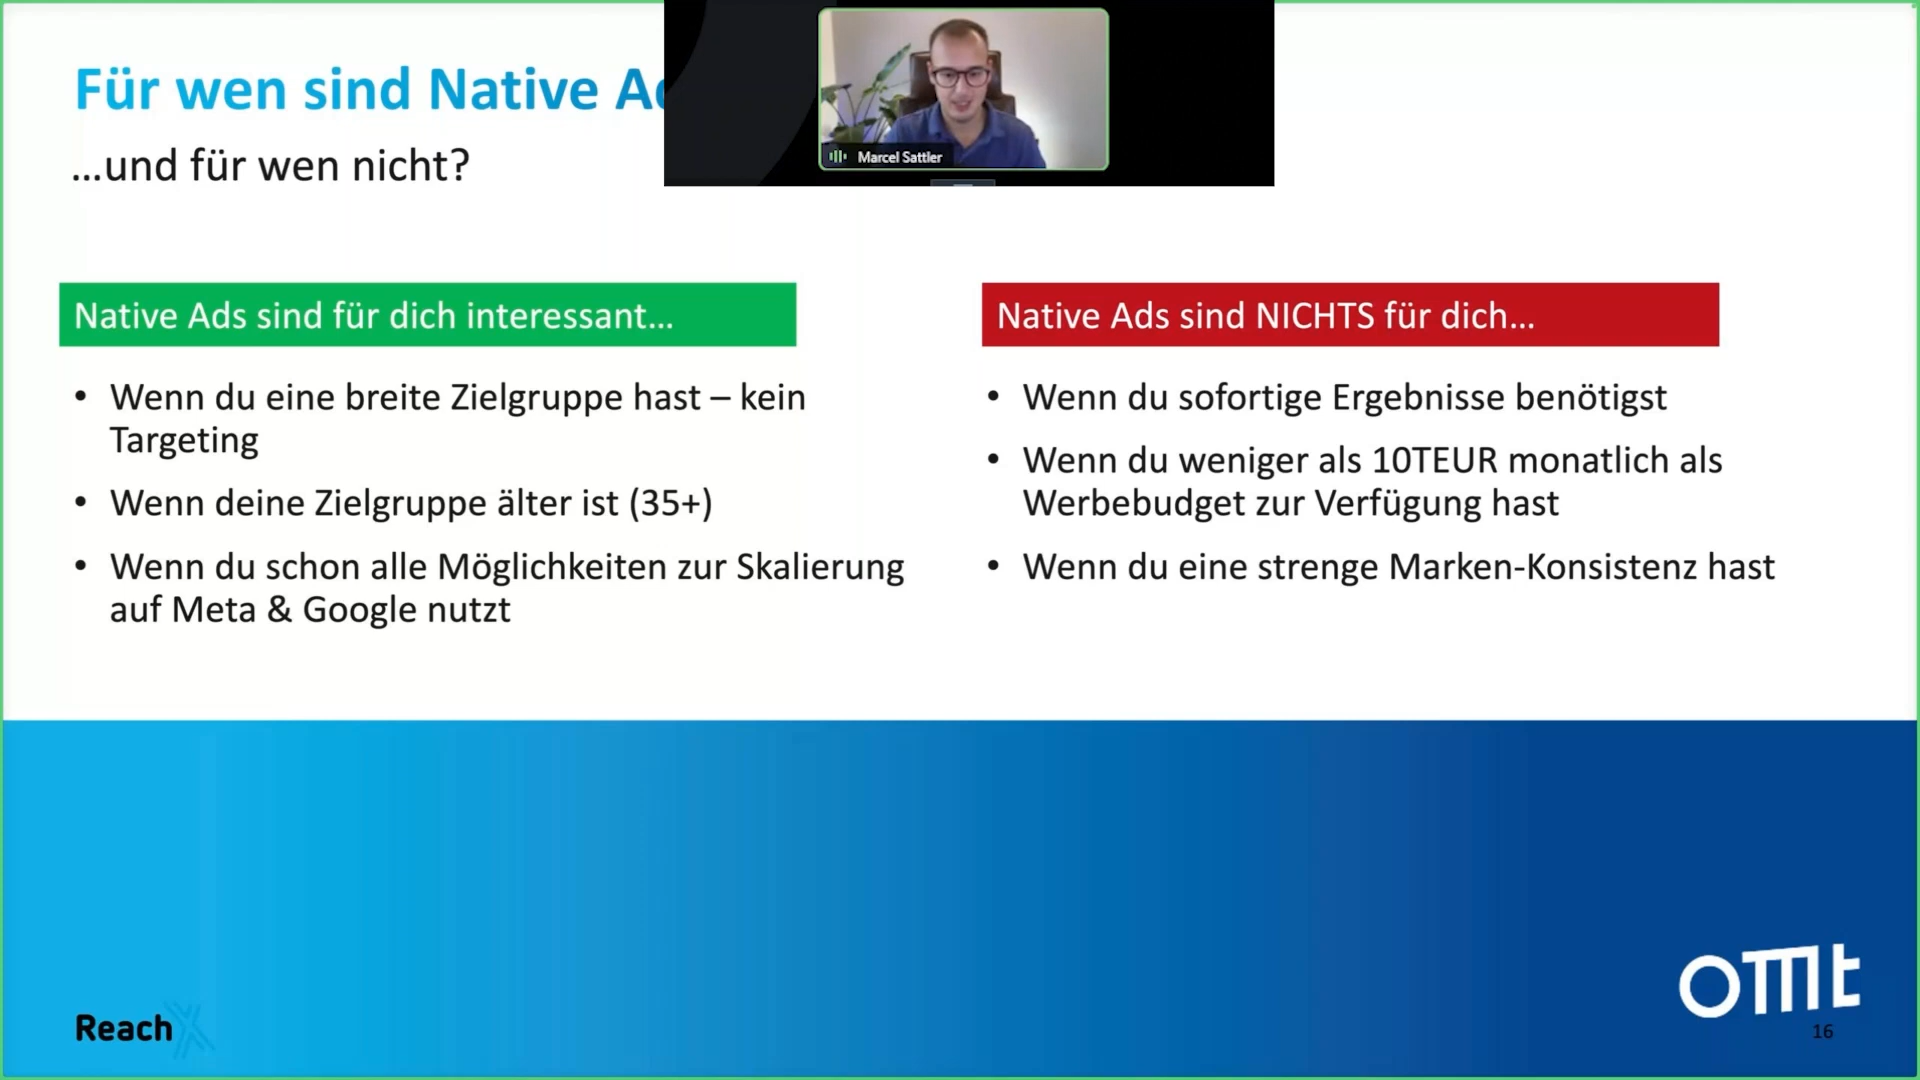 Für wen sind Native
…und für wen nicht?
Marcel Sattler
Native Ads sind für dich interessant…
• Wenn du eine breite Zielgruppe hast – kein
Targeting
• Wenn deine Zielgruppe älter ist (35+)
• Wenn du schon alle Möglichkeiten zur Skalierung
auf Meta & Google nutzt
Native Ads sind NICHTS für dich…
• Wenn du sofortige Ergebnisse benötigst
• Wenn du weniger als 10TEUR monatlich als
Werbebudget zur Verfügung hast
• Wenn du eine strenge Marken-Konsistenz hast
ReachX
omt
16